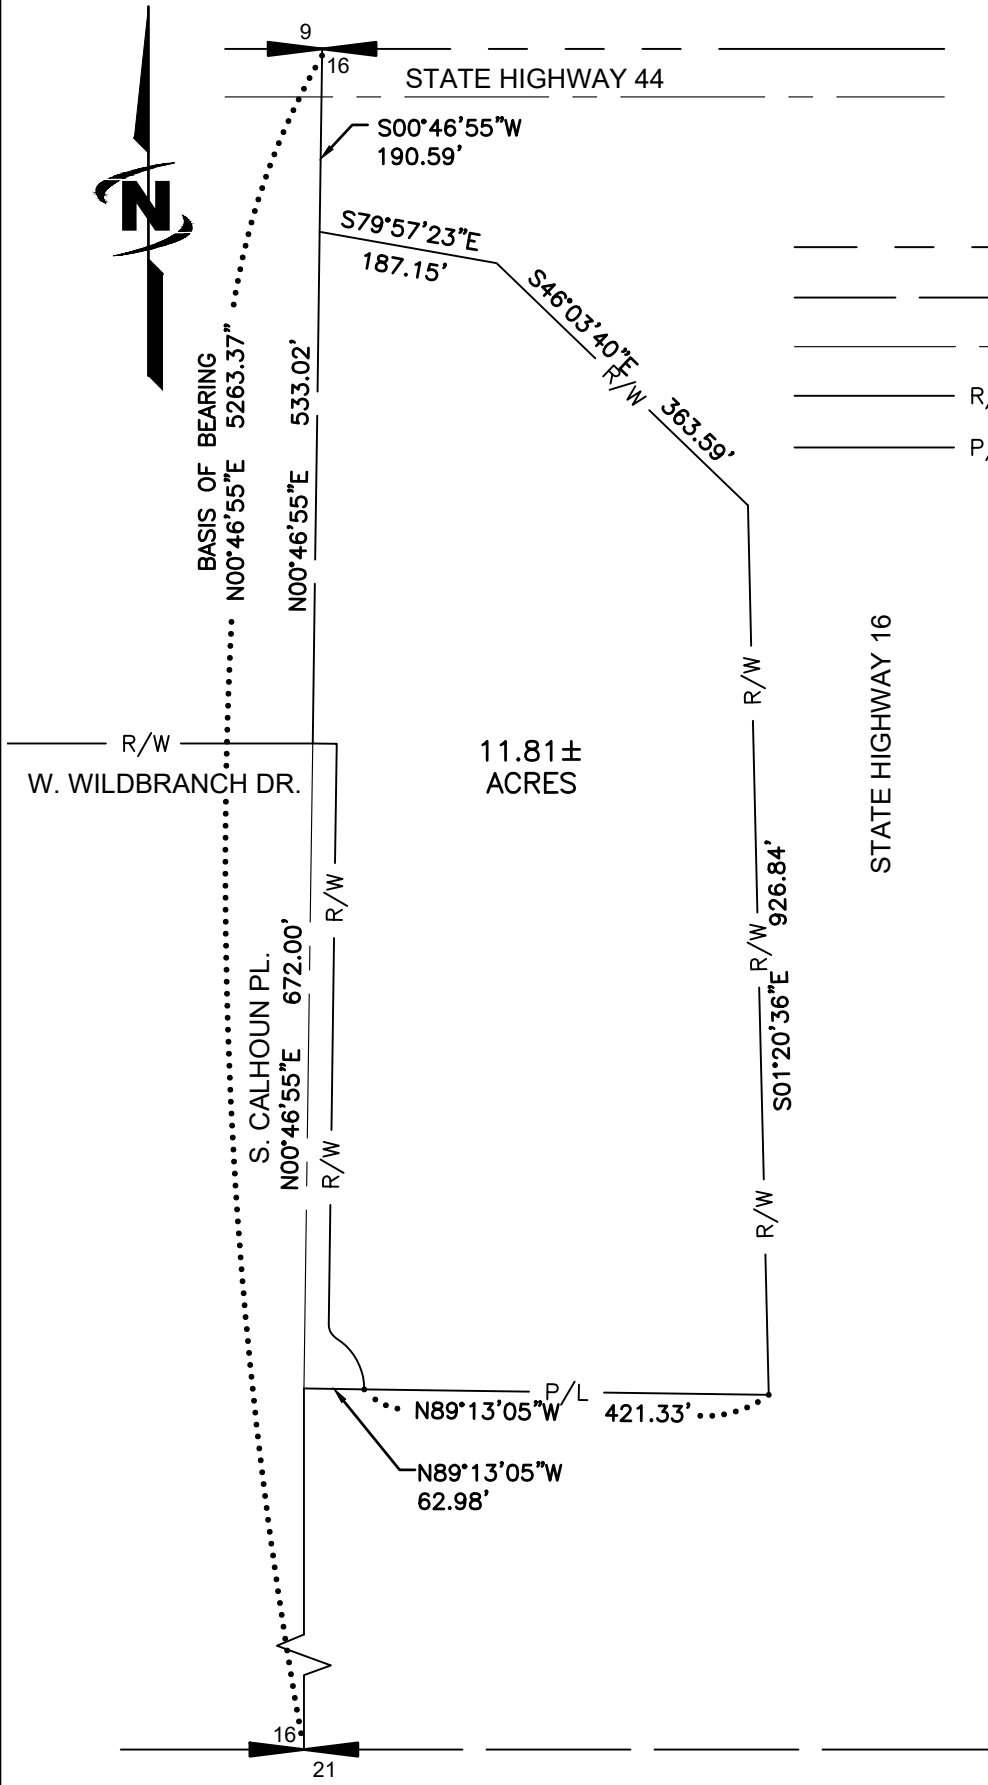 9
16
STATE HIGHWAY 44
S00°46'55"W
190.59'
N
S79°57'23"E
187.15'
S46°03'40"E
R/W
363.59'
BASIS OF BEARING
N00°46'55"E 5263.37"
N00°46'55"E 533.02'
R/
P/
R/W
STATE HIGHWAY 16
R/W
W. WILDBRANCH DR.
11.81±
ACRES
R/W
R/W
S01°20'36"E 926.84'
S. CALHOUN PL.
N00°46'55"E 672.00'
R/W
R/W
P/L
N89°13'05"W 421.33'
N89°13'05"W
62.98'
16
21